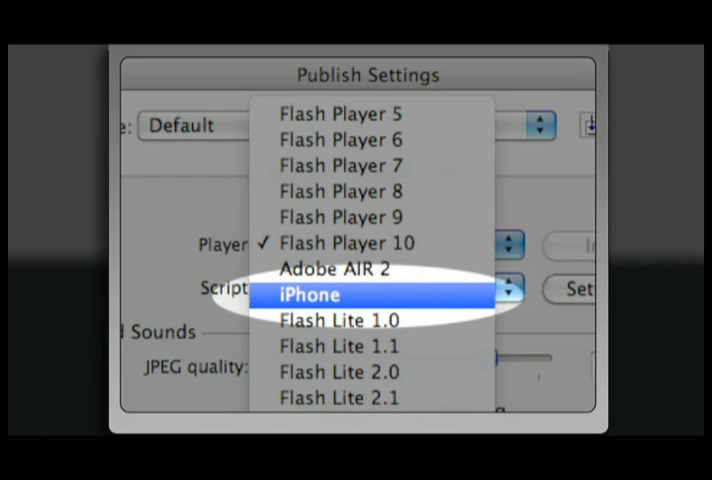 Publish Settings
e: Default
Flash Player 5
Flash Player 6
Flash Player 7
Flash Player 8
Flash Player 9
Player ✓ Flash Player 10
Adobe AIR 2
Script iPhone Set
Flash Lite 1.0
d Sounds
Flash Lite 1.1
JPEG quality: Flash Lite 2.0
Flash Lite 2.1